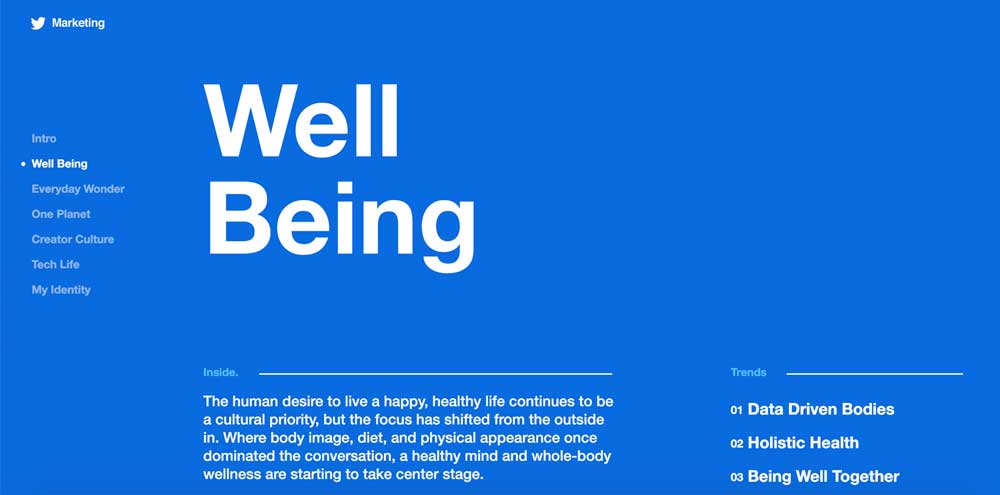 Marketing
Intro
Well Being
Everyday Wonder
One Planet
Creator Culture
Tech Life
My Identity
Well
Being
Inside.
The human desire to live a happy, healthy life continues to be
a cultural priority, but the focus has shifted from the outside
in. Where body image, diet, and physical appearance once
dominated the conversation, a healthy mind and whole-body
wellness are starting to take center stage.
Trends
01 Data Driven Bodies
02 Holistic Health
03 Being Well Together